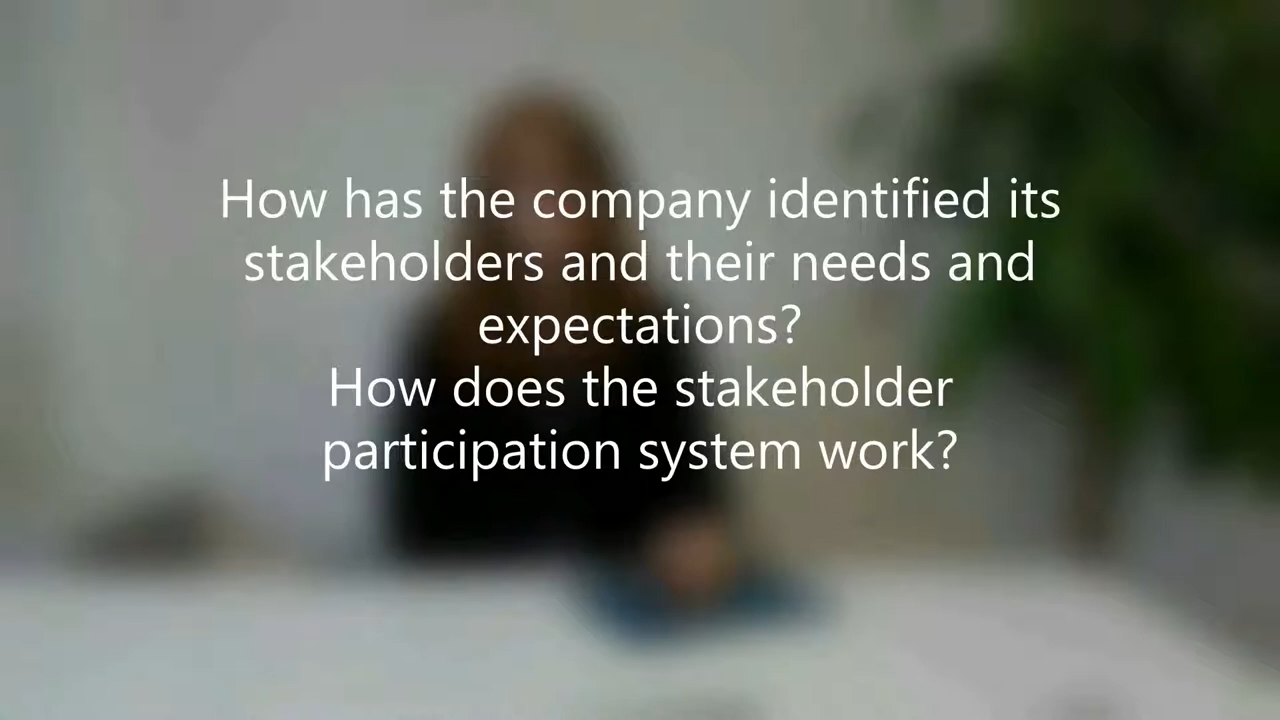 How has the company identified its
stakeholders and their needs and
expectations?
How does the stakeholder
participation system work?